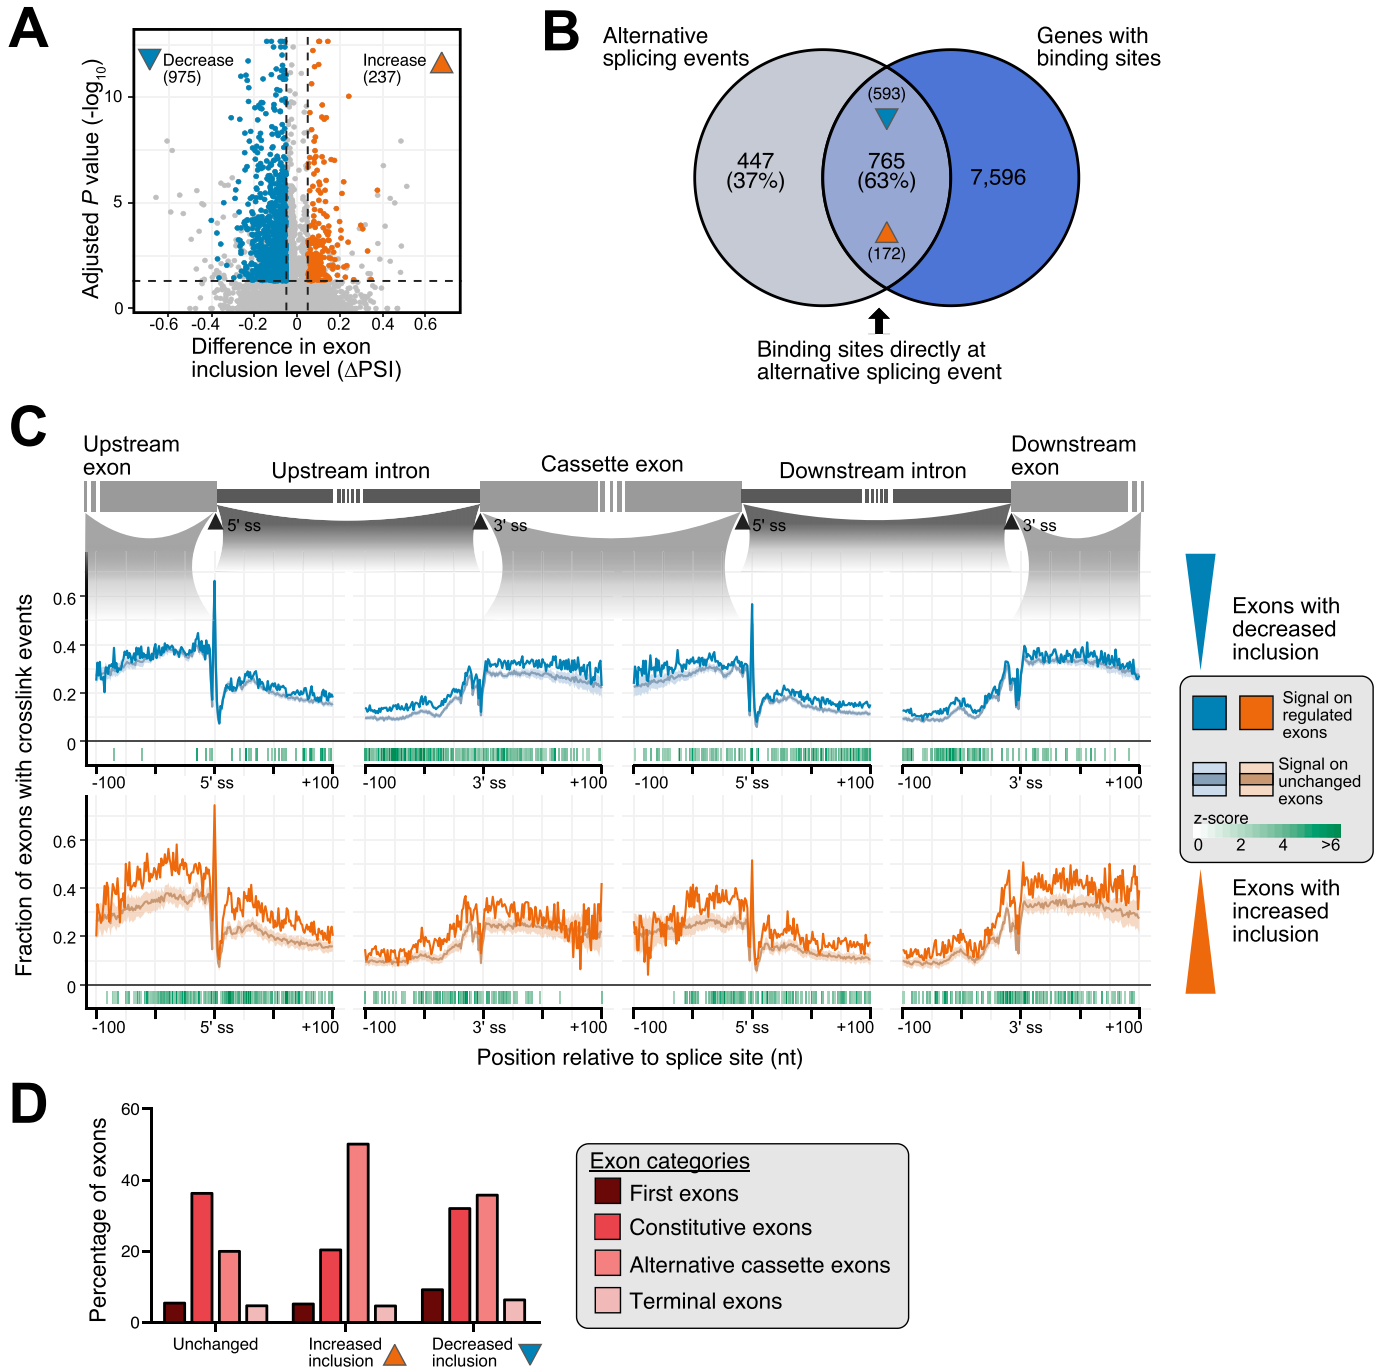 A
Decrease
(975)
Increase
(237)
Adjusted P value (-log10)
10
5
0
-0.6
-0.4
-0.2
0
0.2
0.4
0.6
Difference in exon
inclusion level (ΔPSI)
B
Alternative
splicing events
Genes with
binding sites
(593)
447
(37%)
765
(63%)
7,596
(172)
Binding sites directly at
alternative splicing event
C
Upstream
exon
Upstream intron
Cassette exon
Downstream intron
Downstream
exon
5' ss
3' ss
5' ss
3' ss
Fraction of exons with crosslink events
0.6
0.4
0.2
0
-100
5' ss
+100
-100
3' ss
+100
-100
5' ss
+100
-100
3' ss
+100
0.6
0.4
0.2
0
-100
5' ss
+100
-100
3' ss
+100
-100
5' ss
+100
-100
3' ss
+100
Position relative to splice site (nt)
Exons with
decreased
inclusion
Signal on
regulated
exons
Signal on
unchanged
exons
z-score
0
2
4
>6
Exons with
increased
inclusion
D
Percentage of exons
60
40
20
0
Unchanged
Increased
inclusion
Decreased
inclusion
Exon categories
First exons
Constitutive exons
Alternative cassette exons
Terminal exons